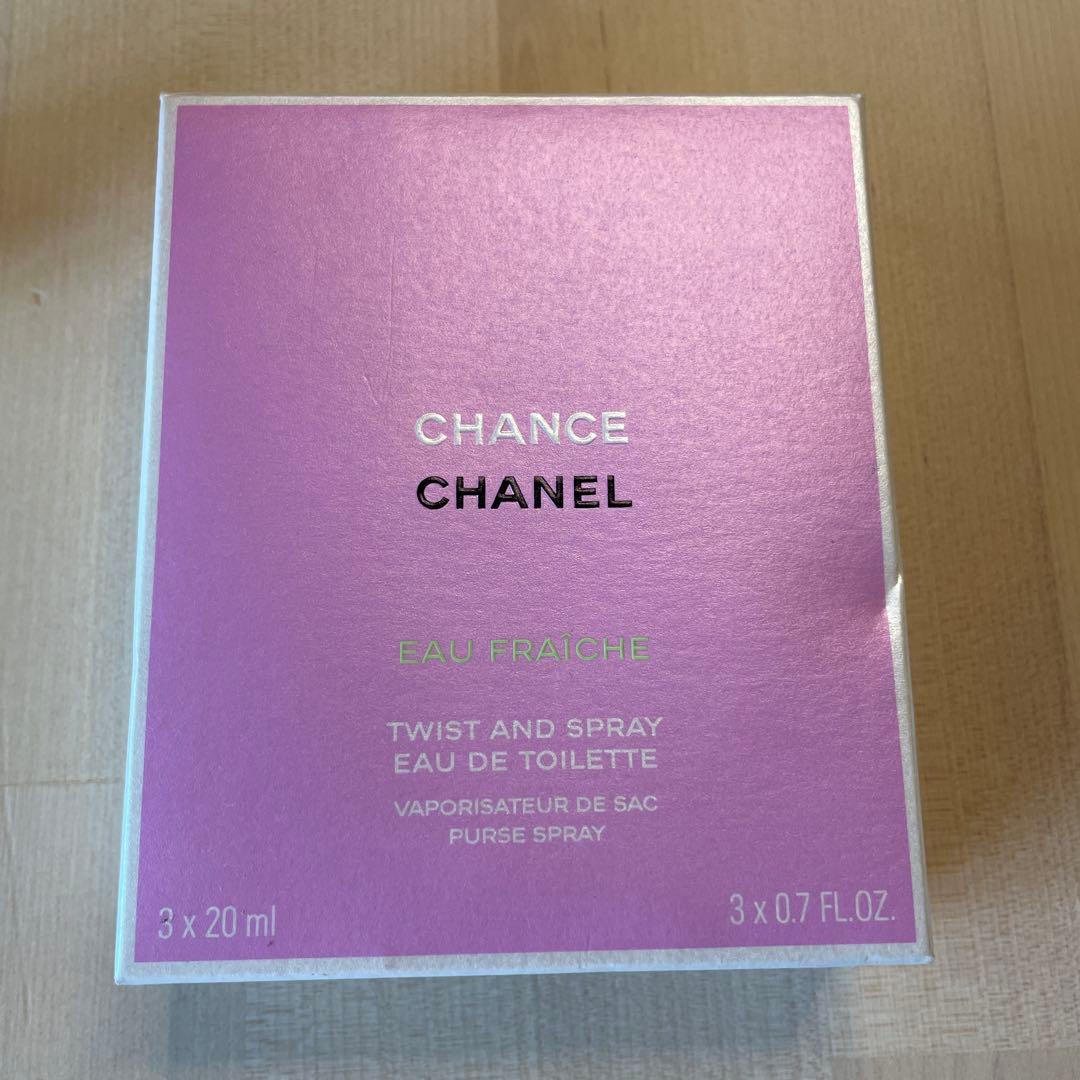 CHANCE
CHANEL
EAU FRAÎCHE
TWIST AND SPRAY
EAU DE TOILETTE
VAPORISATEUR DE SAC
PURSE SPRAY
3 x 20 ml
3 x 0.7 FL.OZ.